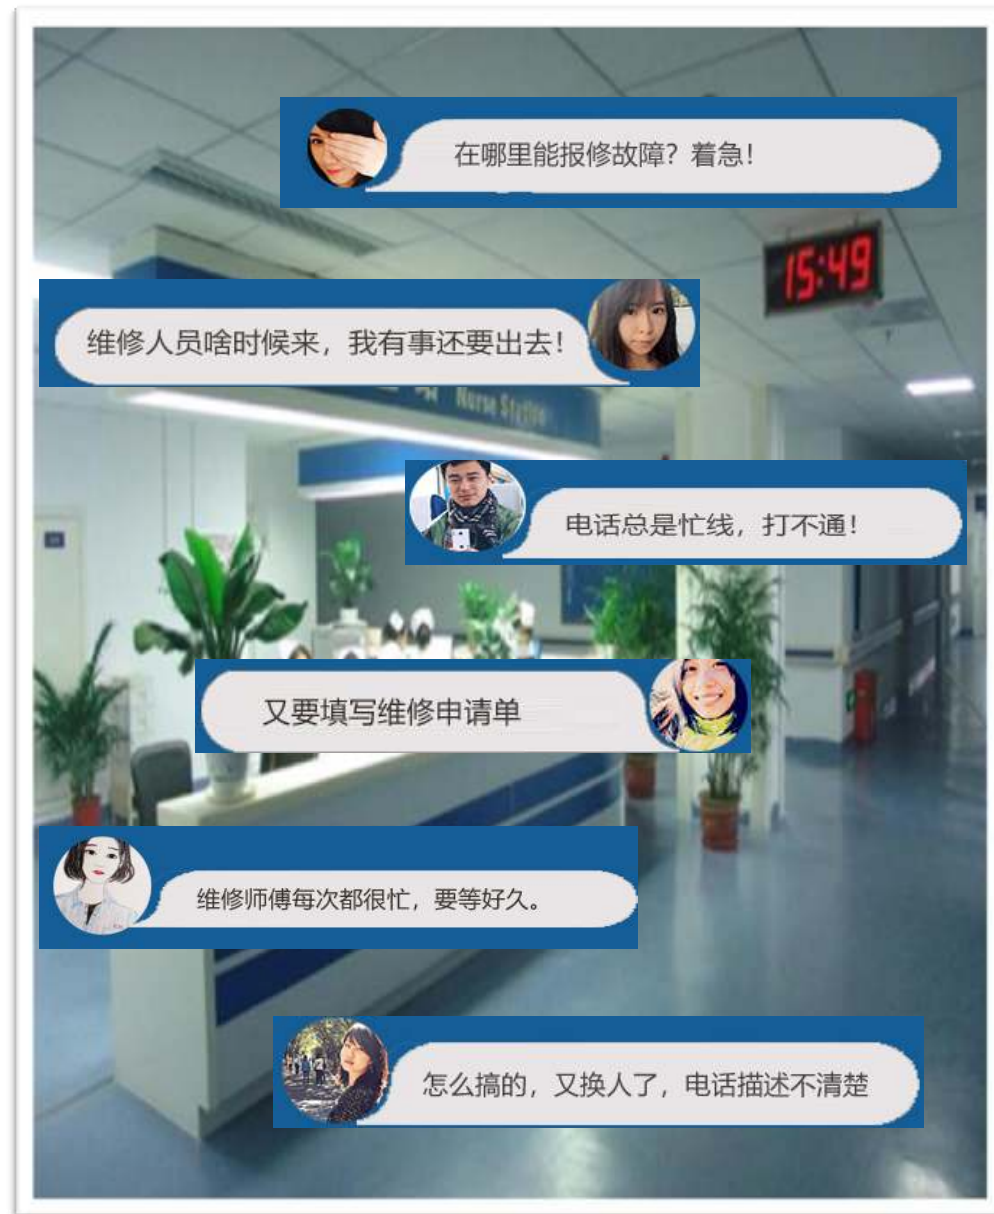 在哪里能报修故障？着急！
15:49
维修人员啥时候来，我有事还要出去！
Nurse Station
电话总是忙线，打不通！
又要填写维修申请单
维修师傅每次都很忙，要等好久。
怎么搞的，又换人了，电话描述不清楚